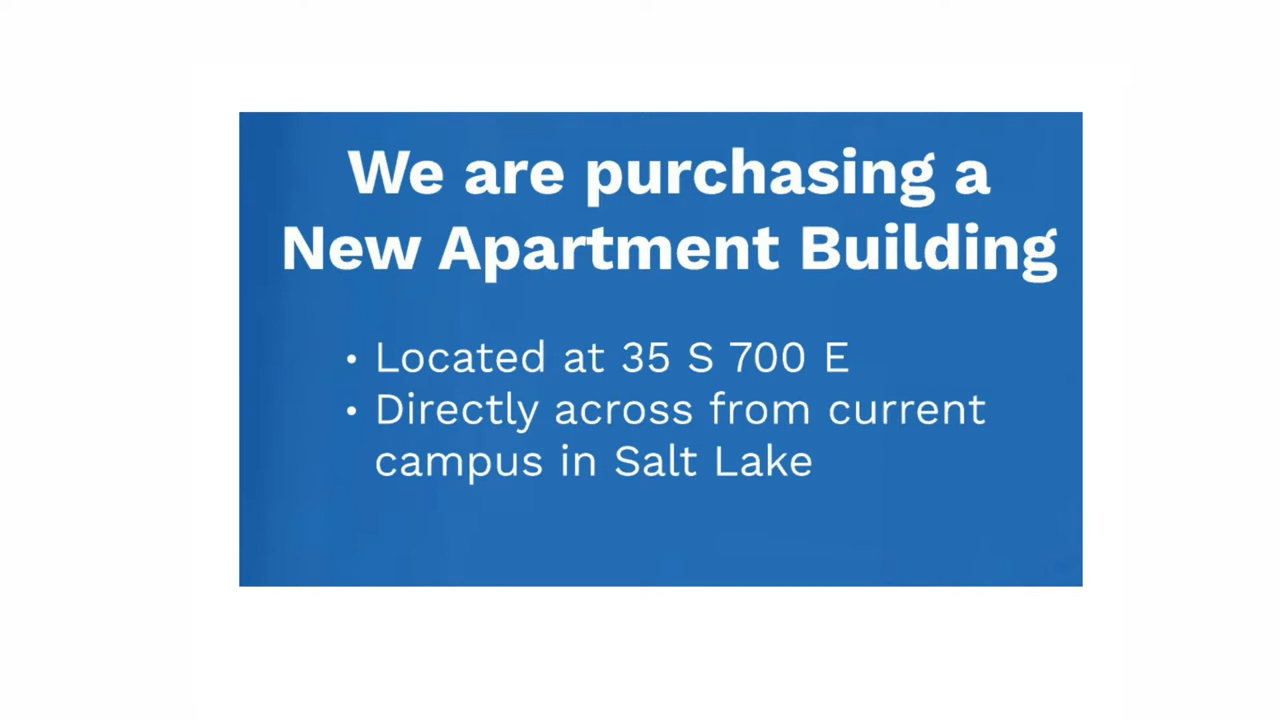 We are purchasing a
New Apartment Building
• Located at 35 S 700 E
• Directly across from current
campus in Salt Lake